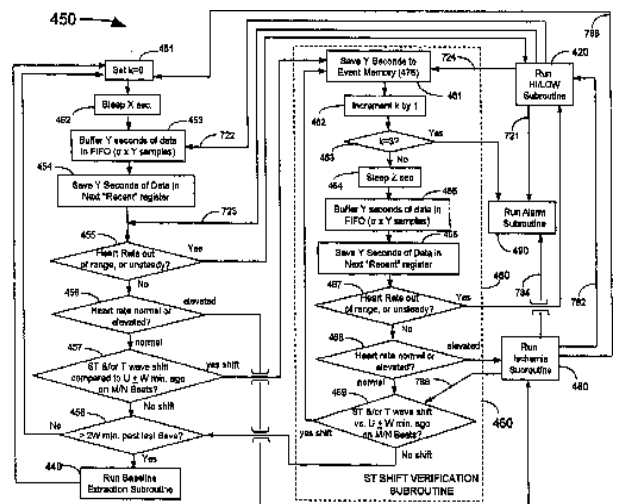 450
451
Set k=0
Sleep X sec.
452
453
Buffer Y seconds of data
in FIFO (σ x Y samples)
722
454
Save Y Seconds of Data in
Next "Recent" register
723
455
Heart Rate out
of range, or unsteady?
Yes
No
456
Heart rate normal or
elevated?
elevated
normal
457
ST &/or T wave shift
compared to U ± W min. ago
on M/N Beats?
yes shift
No shift
458
> 2W min. past last Save?
No
Yes
440
Run Baseline
Extraction Subroutine
Save Y Seconds to
Event Memory (476)
461
462
Increment k by 1
k=3?
463
Yes
No
464
Sleep Z sec
465
Buffer Y seconds of data
in FIFO (σ x Y samples)
466
Save Y Seconds of Data in
Next "Recent" register
460
467
Heart Rate out
of range, or unsteady?
Yes
No
468
Heart rate normal or
elevated?
elevated
normal
469
788
ST &/or T wave shift
vs. U ± W min. ago
on M/N Beats?
yes shift
No Shift
460
ST SHIFT VERIFICATION
SUBROUTINE
724
420
Run
HI/LOW
Subroutine
721
Run Alarm
Subroutine
490
782
Run
Ischemia
Subroutine
480